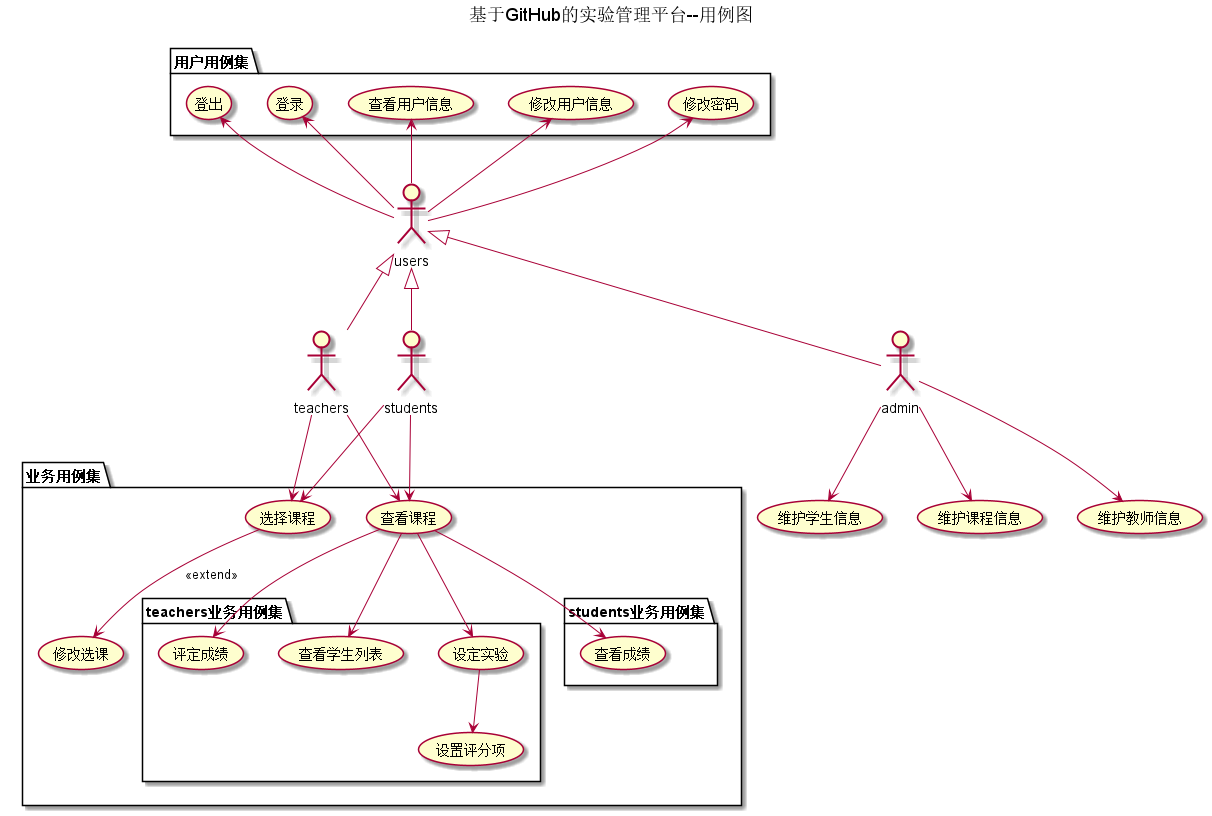 基于GitHub的实验管理平台--用例图
用户用例集
登出
登录
查看用户信息
修改用户信息
修改密码
users
teachers
students
admin
业务用例集
选择课程
查看课程
维护学生信息
维护课程信息
维护教师信息
«extend»
teachers业务用例集
students业务用例集
修改选课
评定成绩
查看学生列表
设定实验
查看成绩
设置评分项